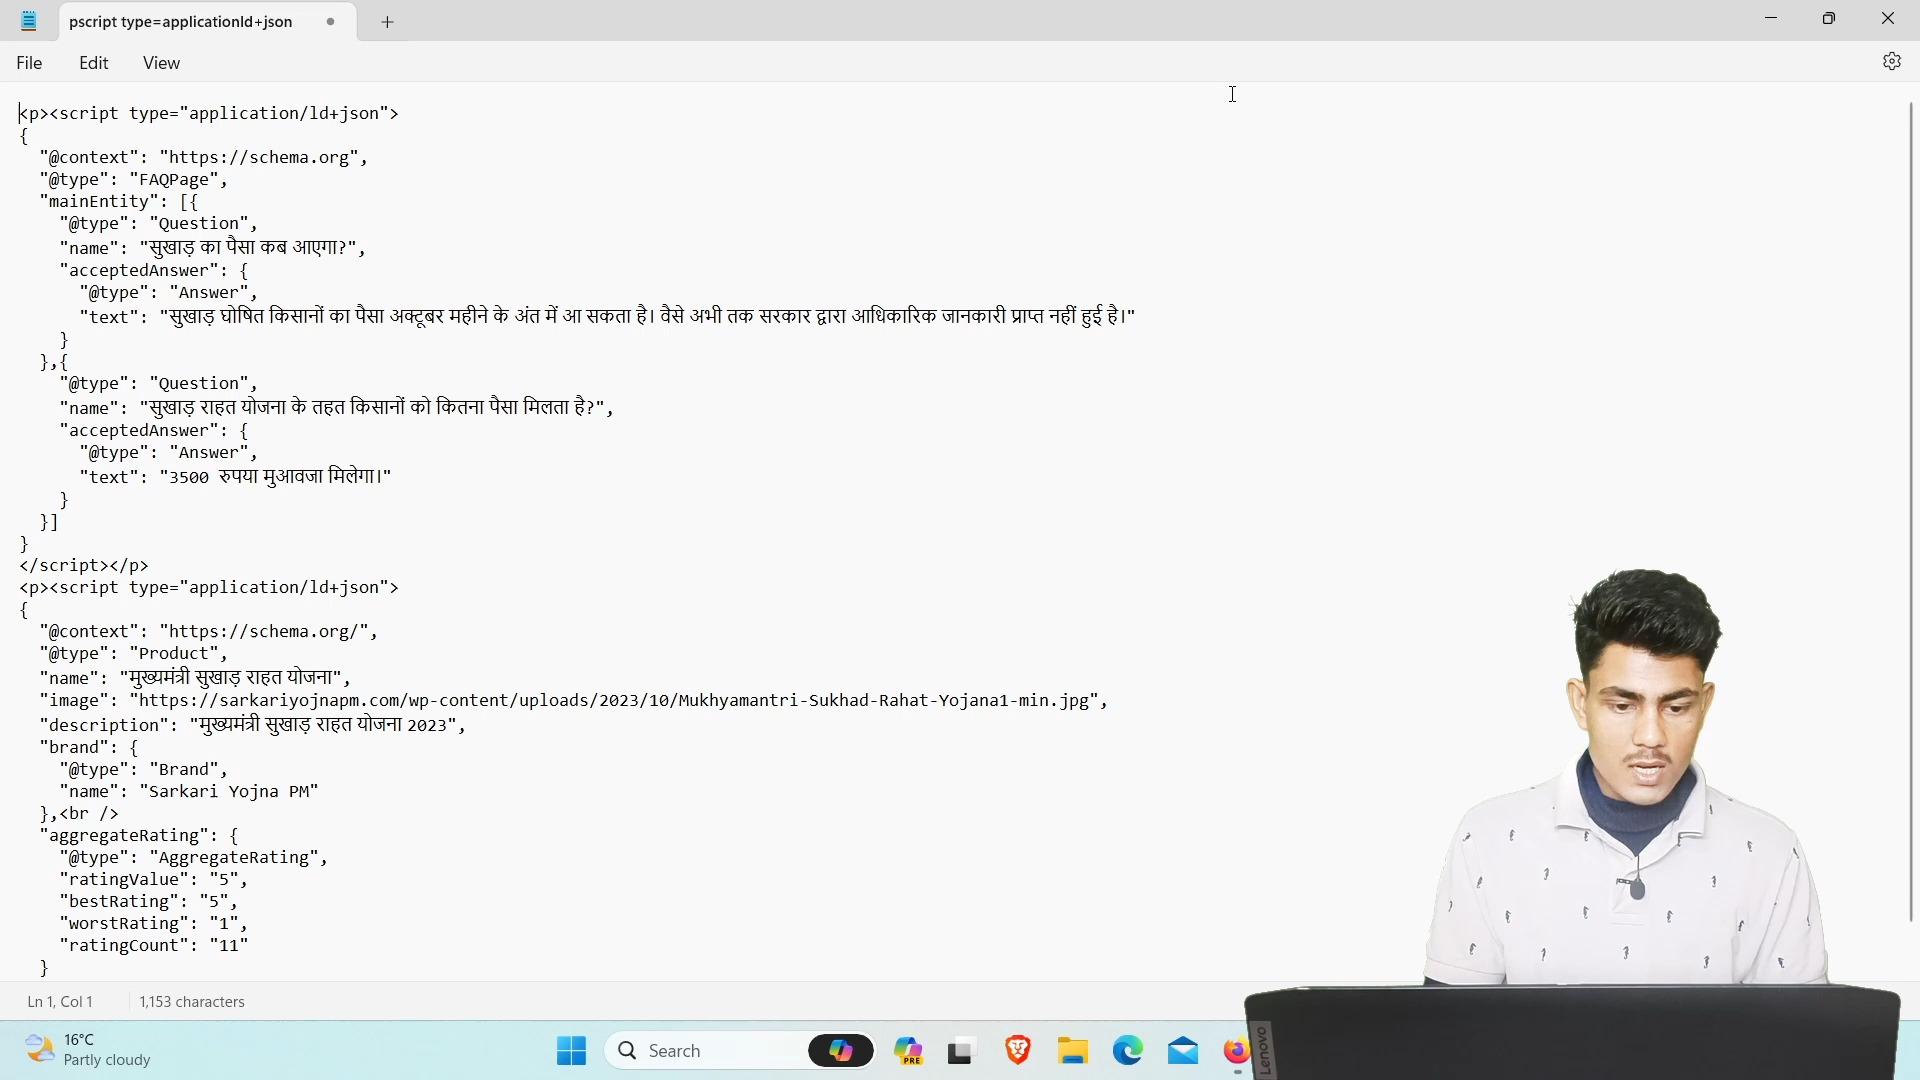 pscript type=applicationld+json
File Edit View
<p><script type="application/ld+json">
{
"@context": "https://schema.org",
"@type": "FAQPage",
"mainEntity": [{
"@type": "Question",
"name": "सुखाड़ का पैसा कब आएगा?",
"acceptedAnswer": {
"@type": "Answer",
"text": "सुखाड़ घोषित किसानों का पैसा अक्टूबर महीने के अंत में आ सकता है। वैसे अभी तक सरकार द्वारा आधिकारिक जानकारी प्राप्त नहीं हुई है।"
}
},{
"@type": "Question",
"name": "सुखाड़ राहत योजना के तहत किसानों को कितना पैसा मिलता है?",
"acceptedAnswer": {
"@type": "Answer",
"text": "3500 रुपया मुआवजा मिलेगा।"
}
}]
}
</script></p>
<p><script type="application/ld+json">
{
"@context": "https://schema.org/",
"@type": "Product",
"name": "मुख्यमंत्री सुखाड़ राहत योजना",
"image": "https://sarkariyojnapm.com/wp-content/uploads/2023/10/Mukhyamantri-Sukhad-Rahat-Yojana1-min.jpg",
"description": "मुख्यमंत्री सुखाड़ राहत योजना 2023",
"brand": {
"@type": "Brand",
"name": "Sarkari Yojna PM"
},<br />
"aggregateRating": {
"@type": "AggregateRating",
"ratingValue": "5",
"bestRating": "5",
"worstRating": "1",
"ratingCount": "11"
}
Ln 1, Col 1 1,153 characters
16°C
Partly cloudy
Search
PRE
Lenovo